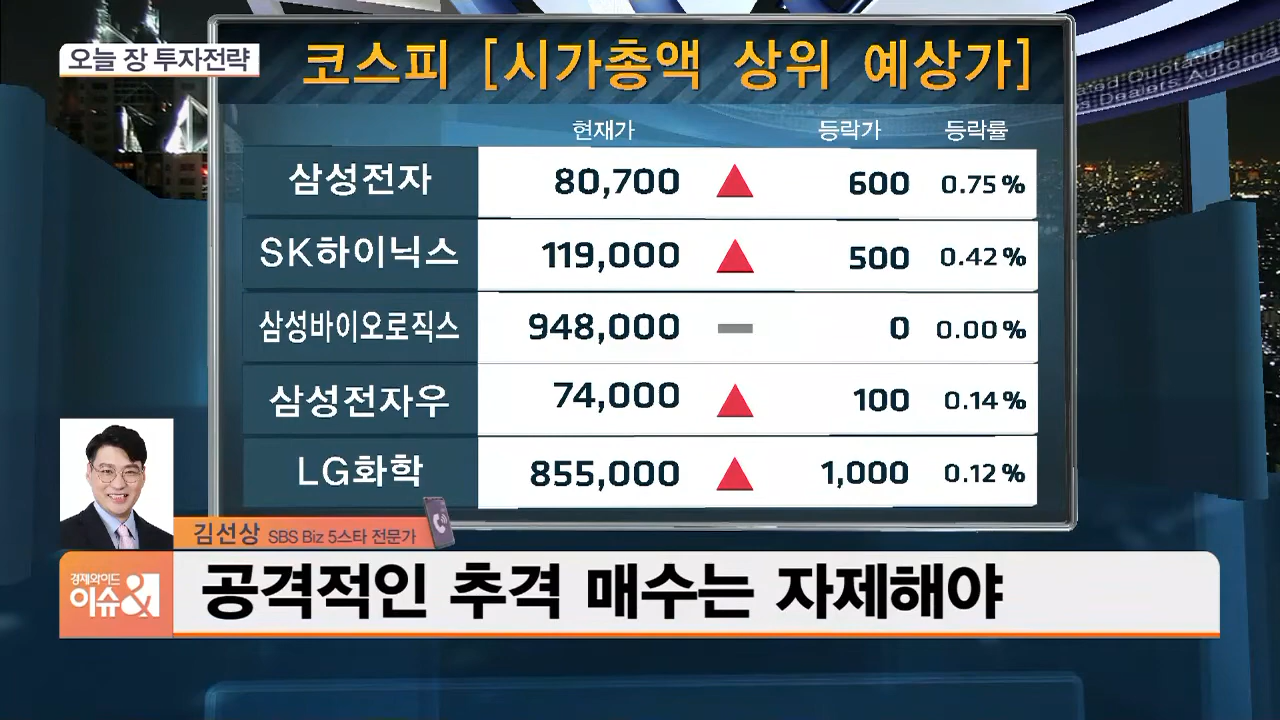 오늘 장 투자전략
코스피 [시가총액 상위 예상가]
현재가 등락가 등락률
삼성전자 80,700 ▲ 600 0.75%
SK하이닉스 119,000 ▲ 500 0.42%
삼성바이오로직스 948,000 - 0 0.00%
삼성전자우 74,000 ▲ 100 0.14%
LG화학 855,000 ▲ 1,000 0.12%
김선상 SBS Biz 5스타 전문가
경제와이드
이슈&
공격적인 추격 매수는 자제해야